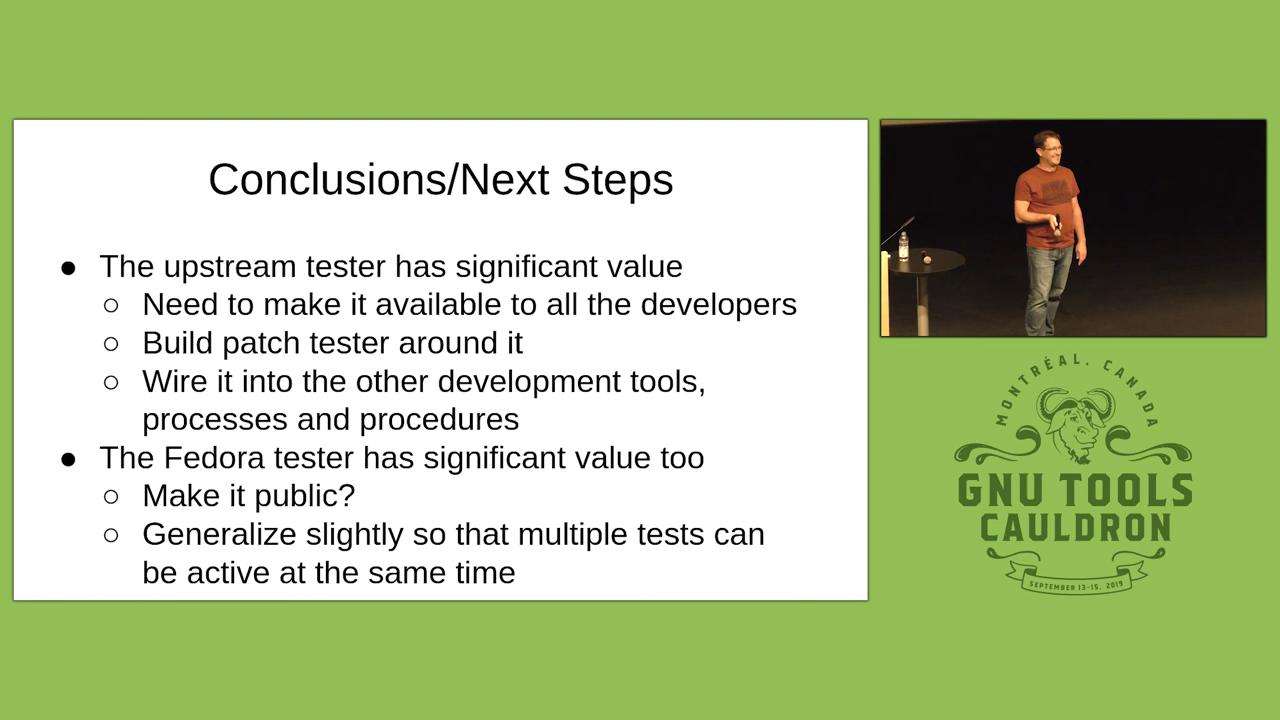 Conclusions/Next Steps
● The upstream tester has significant value
○ Need to make it available to all the developers
○ Build patch tester around it
○ Wire it into the other development tools,
processes and procedures
● The Fedora tester has significant value too
○ Make it public?
○ Generalize slightly so that multiple tests can
be active at the same time
MONTRÉAL. CANADA
GNU TOOLS
CAULDRON
SEPTEMBER 13-15, 2019